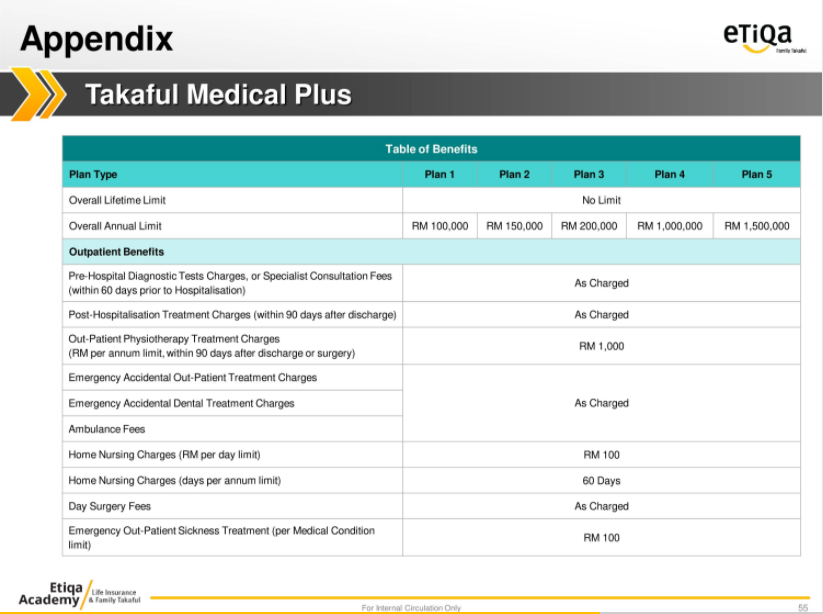 Appendix
eTiQa
Family Takaful
Takaful Medical Plus
Table of Benefits
Plan Type Plan 1 Plan 2 Plan 3 Plan 4 Plan 5
Overall Lifetime Limit No Limit
Overall Annual Limit RM 100,000 RM 150,000 RM 200,000 RM 1,000,000 RM 1,500,000
Outpatient Benefits
Pre-Hospital Diagnostic Tests Charges, or Specialist Consultation Fees
(within 60 days prior to Hospitalisation)
As Charged
Post-Hospitalisation Treatment Charges (within 90 days after discharge) As Charged
Out-Patient Physiotherapy Treatment Charges
(RM per annum limit, within 90 days after discharge or surgery)
RM 1,000
Emergency Accidental Out-Patient Treatment Charges
Emergency Accidental Dental Treatment Charges
As Charged
Ambulance Fees
Home Nursing Charges (RM per day limit) RM 100
Home Nursing Charges (days per annum limit) 60 Days
Day Surgery Fees As Charged
Emergency Out-Patient Sickness Treatment (per Medical Condition
limit)
RM 100
Etiqa
Academy
Life Insurance
& Family Takaful
For Internal Circulation Only
55